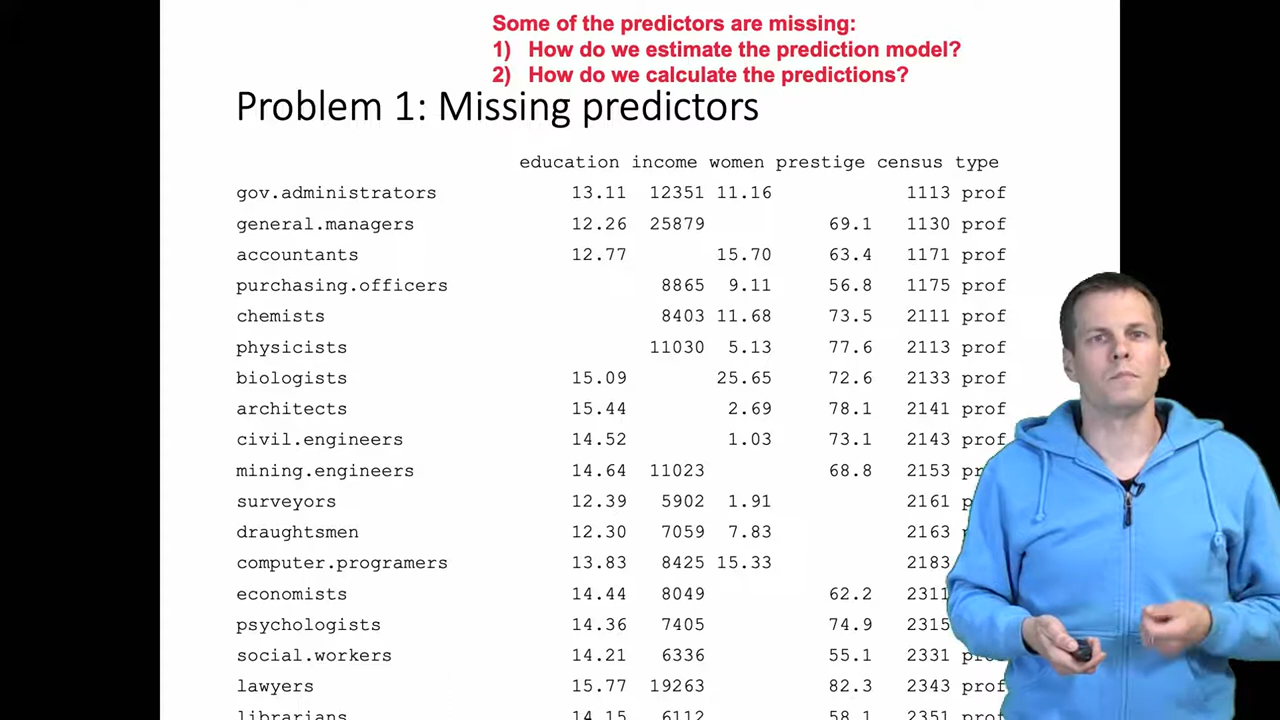 Some of the predictors are missing:
1) How do we estimate the prediction model?
2) How do we calculate the predictions?
Problem 1: Missing predictors
education income women prestige census type
gov.administrators 13.11 12351 11.16 1113 prof
general.managers 12.26 25879 69.1 1130 prof
accountants 12.77 15.70 63.4 1171 prof
purchasing.officers 8865 9.11 56.8 1175 prof
chemists 8403 11.68 73.5 2111 prof
physicists 11030 5.13 77.6 2113 prof
biologists 15.09 25.65 72.6 2133 prof
architects 15.44 2.69 78.1 2141 prof
civil.engineers 14.52 1.03 73.1 2143 prof
mining.engineers 14.64 11023 68.8 2153
surveyors 12.39 5902 1.91 2161
draughtsmen 12.30 7059 7.83 2163
computer.programers 13.83 8425 15.33 2183
economists 14.44 8049 62.2 2311
psychologists 14.36 7405 74.9 2315
social.workers 14.21 6336 55.1 2331
lawyers 15.77 19263 82.3 2343
librarians 14.15 6112 58.1 2351